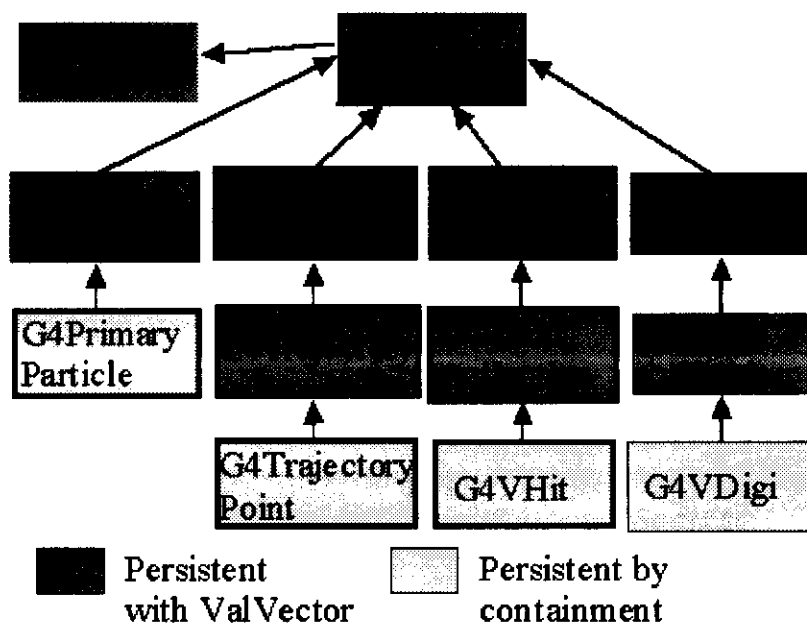 G4Primary
Particle
G4Trajectory
Point
G4VHit
G4VDigi
Persistent
with ValVector
Persistent by
containment